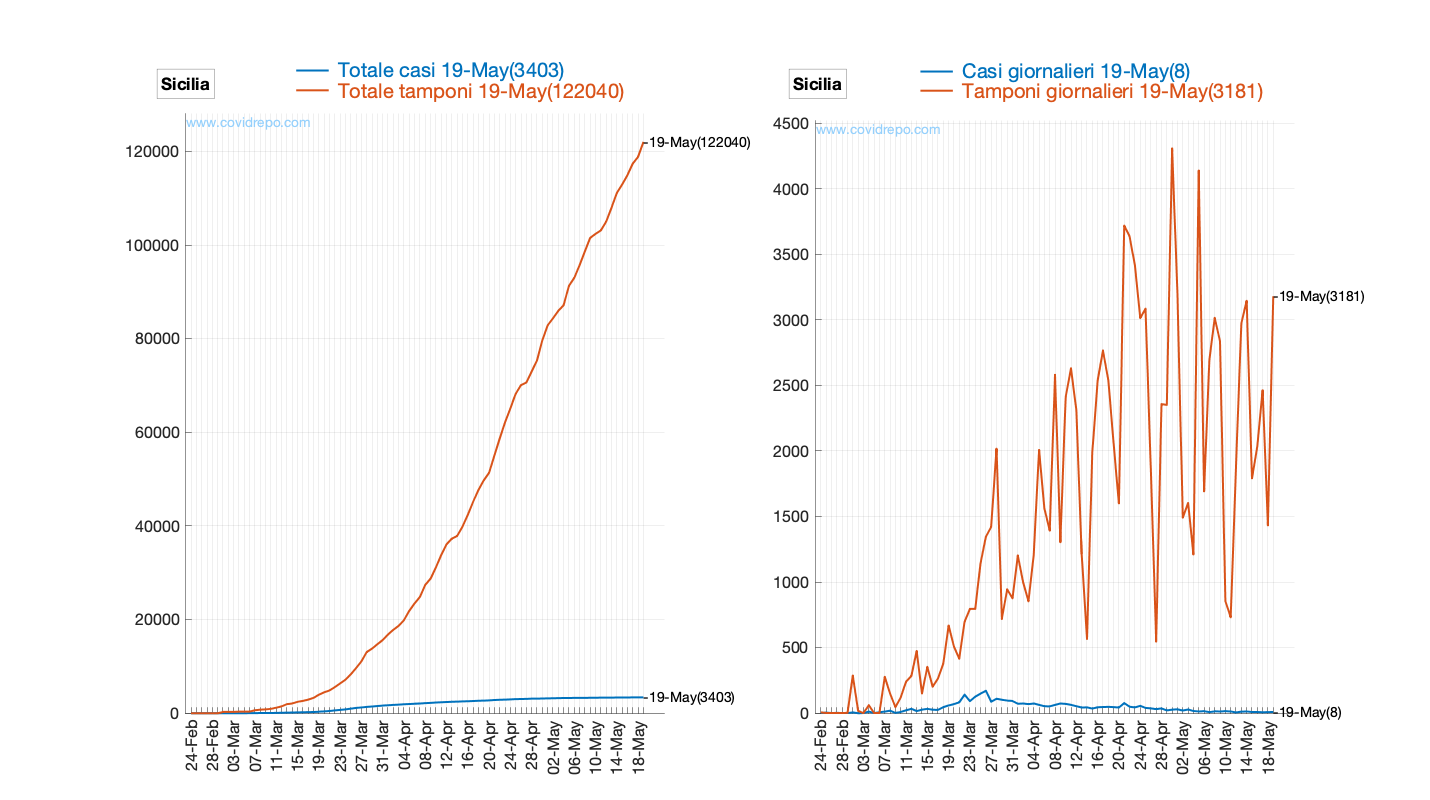 Sicilia
Totale casi 19-May(3403)
Totale tamponi 19-May(122040)
www.covidrepo.com
19-May(122040)
120000
100000
80000
60000
40000
20000
0
19-May(3403)
24-Feb
28-Feb
03-Mar
07-Mar
11-Mar
15-Mar
19-Mar
23-Mar
27-Mar
31-Mar
04-Apr
08-Apr
12-Apr
16-Apr
20-Apr
24-Apr
28-Apr
02-May
06-May
10-May
14-May
18-May
Sicilia
Casi giornalieri 19-May(8)
Tamponi giornalieri 19-May(3181)
www.covidrepo.com
4500
4000
3500
3000
2500
2000
1500
1000
500
0
19-May(3181)
19-May(8)
24-Feb
28-Feb
03-Mar
07-Mar
11-Mar
15-Mar
19-Mar
23-Mar
27-Mar
31-Mar
04-Apr
08-Apr
12-Apr
16-Apr
20-Apr
24-Apr
28-Apr
02-May
06-May
10-May
14-May
18-May